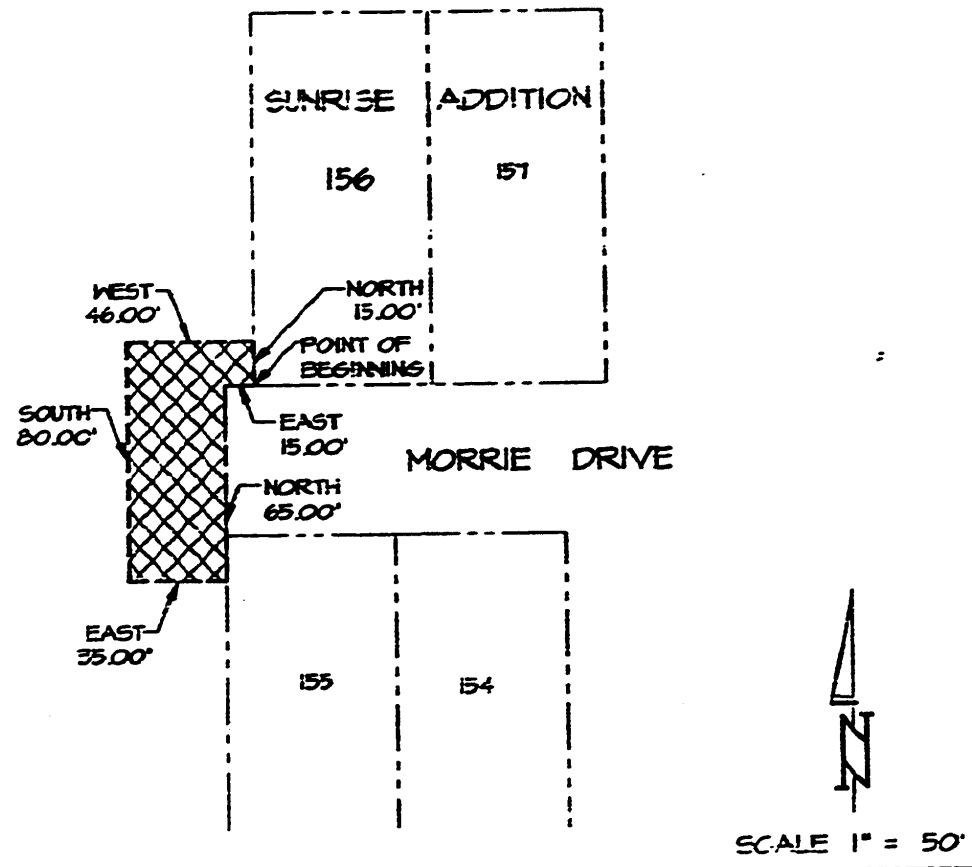 SUNRISE ADDITION
156
157
WEST
46.00'
NORTH
15.00'
POINT OF
BEGINNING
SOUTH
80.00'
EAST
15.00'
MORRIE DRIVE
NORTH
65.00'
EAST
35.00'
155
154
N
SCALE 1" = 50'